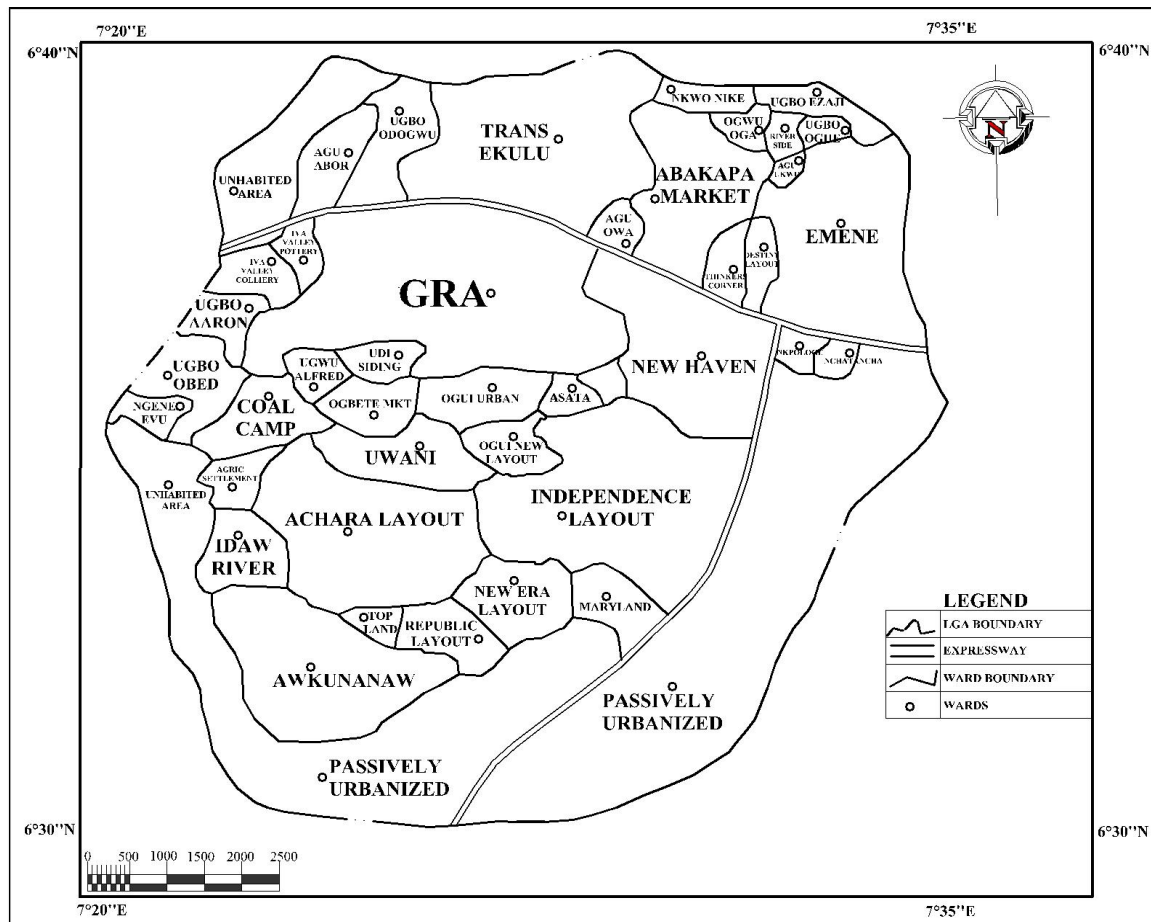 7°20"E
7°35"E
6°40"N
6°40"N
NKWO NIKE
UGBO EZAJI
UGBO
ODOGWU
TRANS
EKULU
OGWU
OGA
RIVER
SIDE
UGBO
OGHE
AGU
UKWU
AGU
ABOR
UNHABITED
AREA
ABAKAPA
MARKET
N
AGU
OWA
EMENE
IVA
VALLEY
POTTERY
IVA
VALLEY
COLLIERY
THINKERS
CORNER
DESTINY
LAYOUT
GRA
UGBO
AARON
UGBO
OBED
UGWU
ALFRED
UDI
SIDING
NEW HAVEN
NKPOLOGU
NCHATANCHA
NGENE
EVU
COAL
CAMP
OGBETE MKT
OGUI URBAN
ASATA
UWANI
OGUI NEW
LAYOUT
AGRIC
SETTLEMENT
UNHABITED
AREA
INDEPENDENCE
LAYOUT
ACHARA LAYOUT
IDAW
RIVER
NEW ERA
LAYOUT
MARYLAND
TOP
LAND
REPUBLIC
LAYOUT
AWKUNANAW
PASSIVELY
URBANIZED
PASSIVELY
URBANIZED
LEGEND
LGA BOUNDARY
EXPRESSWAY
WARD BOUNDARY
WARDS
6°30"N
6°30"N
0 500 1000 1500 2000 2500
7°20"E
7°35"E